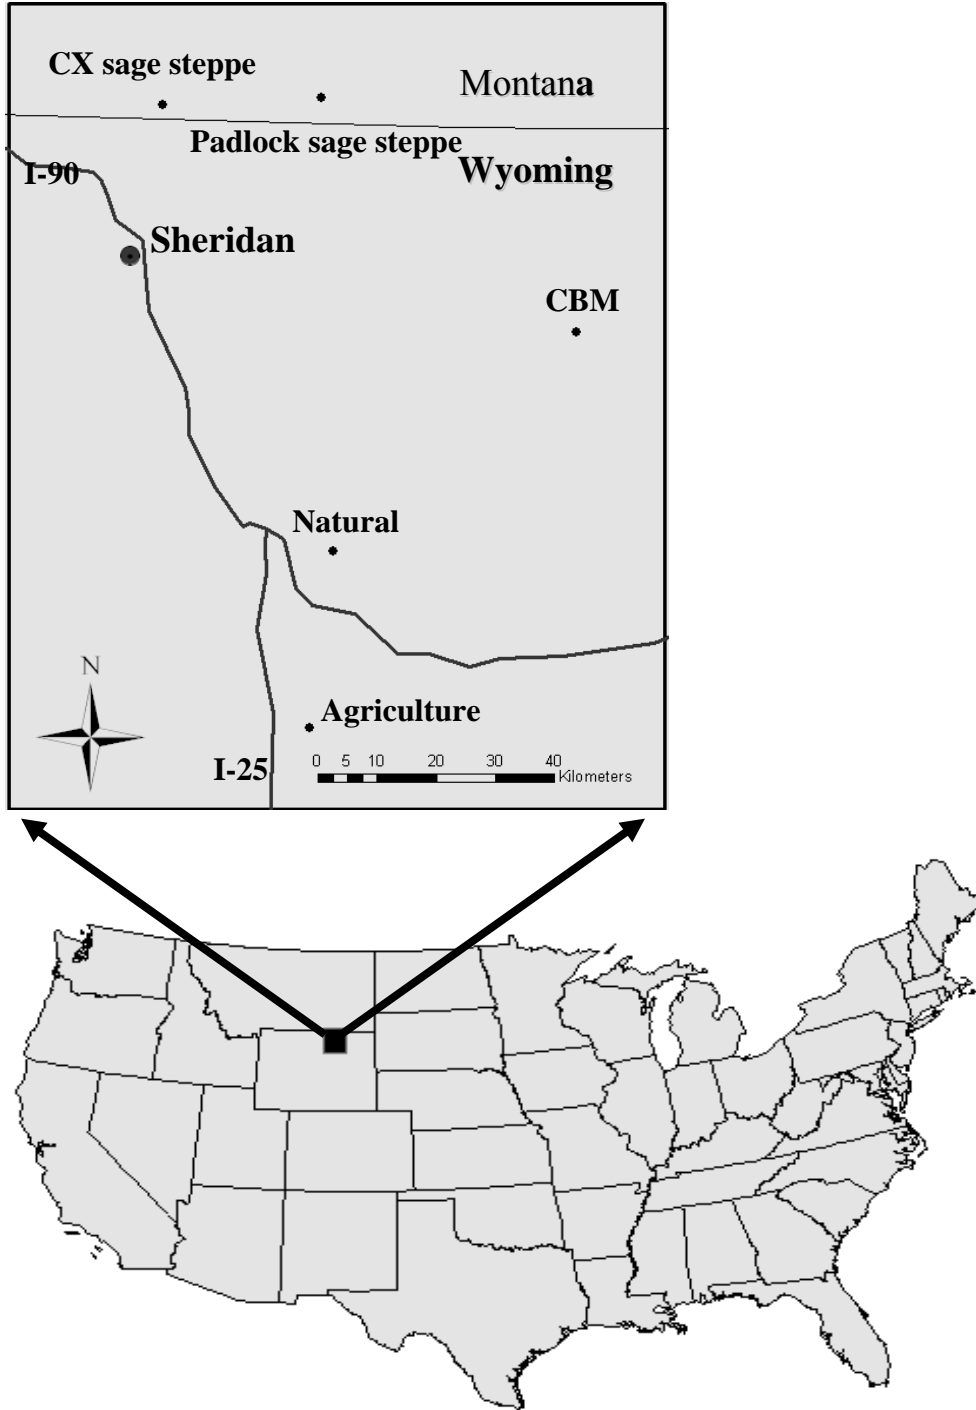 CX sage steppe
Montana
Padlock sage steppe
Wyoming
I-90
Sheridan
CBM
Natural
N
Agriculture
I-25
0 5 10 20 30 40
Kilometers